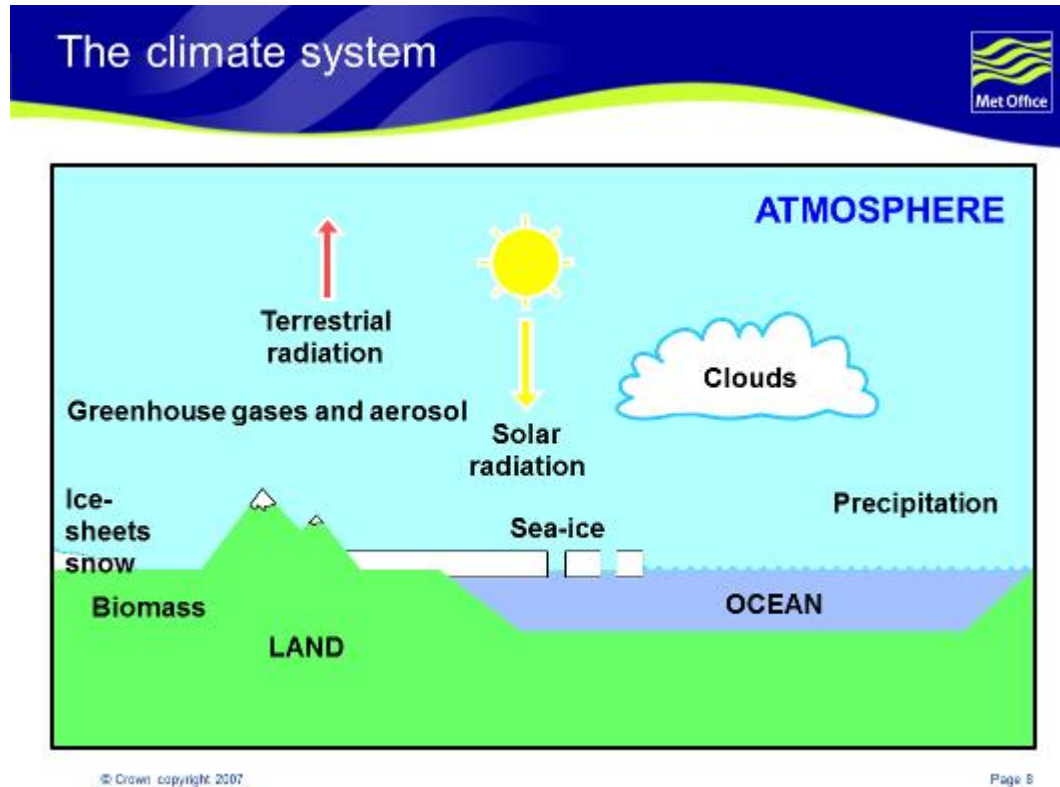 The climate system
Met Office
ATMOSPHERE
Terrestrial
radiation
Clouds
Greenhouse gases and aerosol
Solar
radiation
Ice-
sheets
snow
Precipitation
Sea-ice
Biomass
OCEAN
LAND
© Crown copyright 2007
Page 8